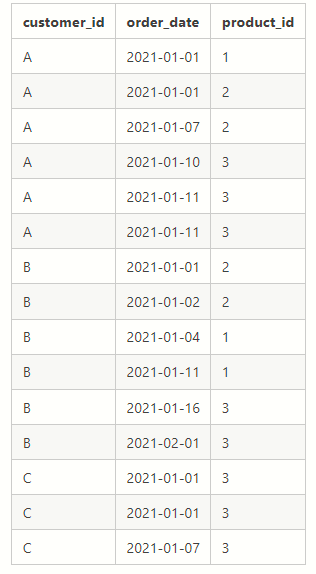 customer_id order_date product_id
A 2021-01-01 1
A 2021-01-01 2
A 2021-01-07 2
A 2021-01-10 3
A 2021-01-11 3
A 2021-01-11 3
B 2021-01-01 2
B 2021-01-02 2
B 2021-01-04 1
B 2021-01-11 1
B 2021-01-16 3
B 2021-02-01 3
C 2021-01-01 3
C 2021-01-01 3
C 2021-01-07 3